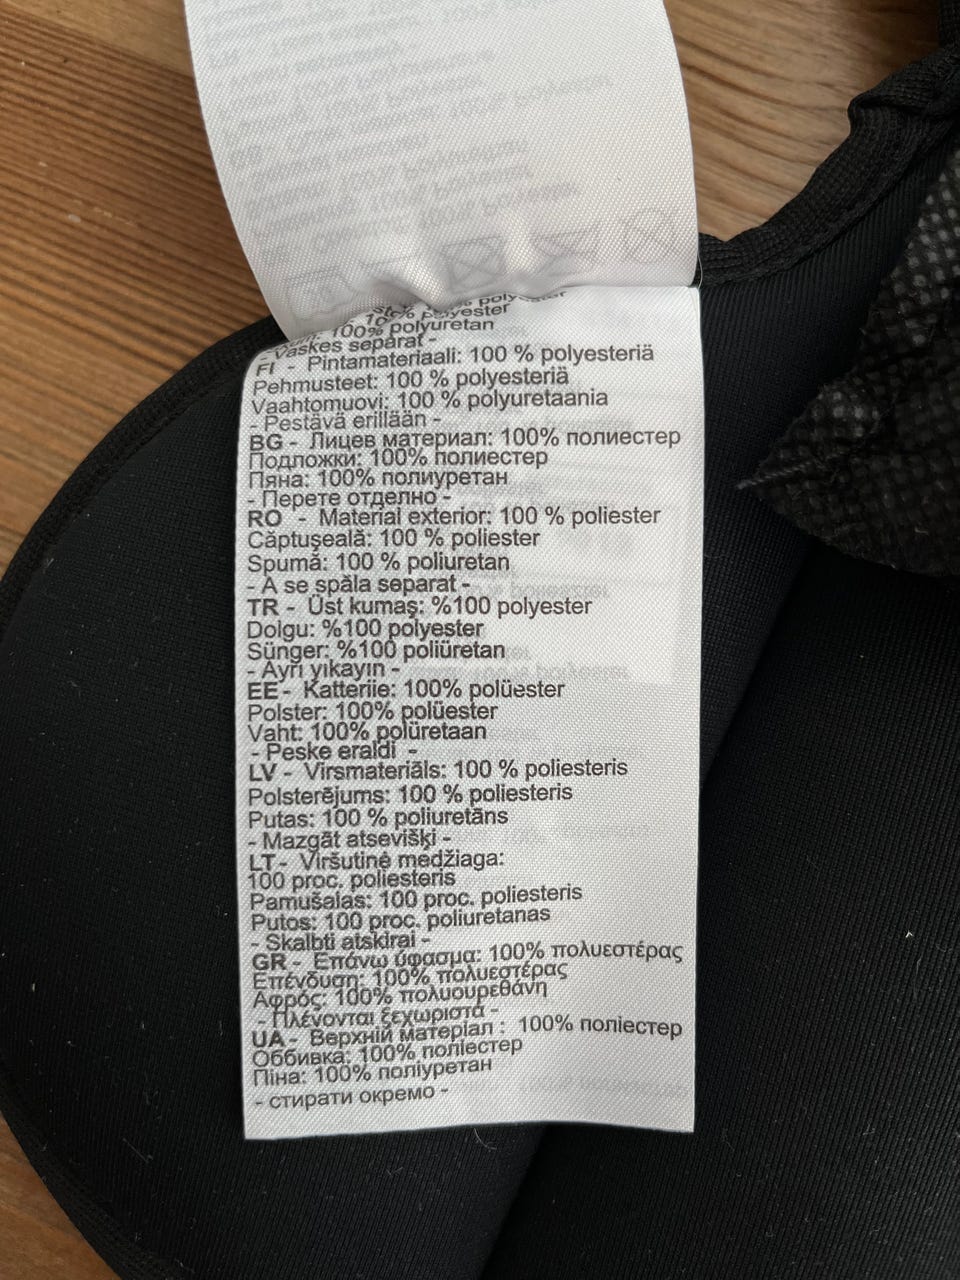 100% polyester
100% polyuretan
- Vaskes separat -
FI - Pintamateriaali: 100 % polyesteriä
Pehmusteet: 100 % polyesteriä
Vaahtomuovi: 100 % polyuretaania
- Pestävä erillään -
BG - Лицев материал: 100% полиестер
Подложки: 100% полиестер
Пяна: 100% полиуретан
- Перете отделно -
RO - Material exterior: 100 % poliester
Căptuşeală: 100 % poliester
Spumă: 100 % poliuretan
- A se spăla separat -
TR - Üst kumaş: %100 polyester
Dolgu: %100 polyester
Sünger: %100 poliüretan
- Ayrı yıkayın -
EE - Katteriie: 100% polüester
Polster: 100% polüester
Vaht: 100% polüretaan
- Peske eraldi -
LV - Virsmateriāls: 100 % poliesteris
Polsterējums: 100 % poliesteris
Putas: 100 % poliuretāns
- Mazgāt atsevišķi -
LT - Viršutinė medžiaga:
100 proc. poliesteris
Pamušalas: 100 proc. poliesteris
Putos: 100 proc. poliuretanas
- Skalbti atskirai -
GR - Επάνω ύφασμα: 100% πολυεστέρας
Επένδυση: 100% πολυεστέρας
Αφρός: 100% πολυουρεθάνη
- Πλένονται ξεχωριστά -
UA - Верхній матеріал : 100% поліестер
Оббивка: 100% поліестер
Піна: 100% поліуретан
- стирати окремо -